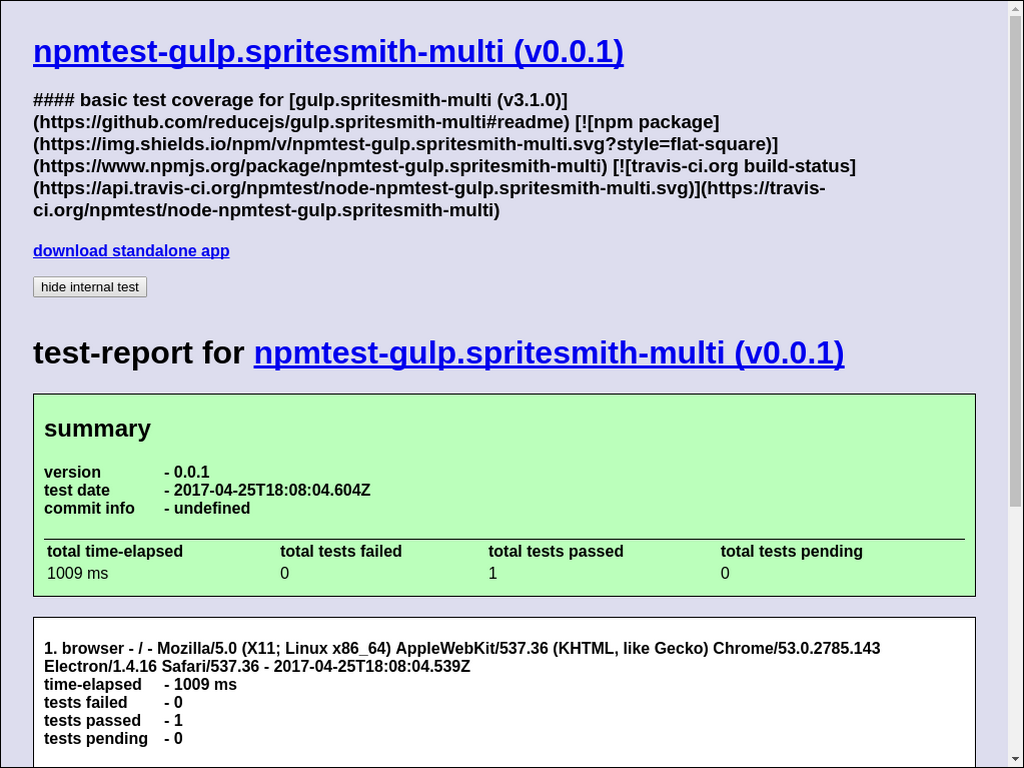 npmtest-gulp.spritesmith-multi (v0.0.1)
#### basic test coverage for [gulp.spritesmith-multi (v3.1.0)]
(https://github.com/reducejs/gulp.spritesmith-multi#readme) [![npm package]
(https://img.shields.io/npm/v/npmtest-gulp.spritesmith-multi.svg?style=flat-square)]
(https://www.npmjs.org/package/npmtest-gulp.spritesmith-multi) [![travis-ci.org build-status]
(https://api.travis-ci.org/npmtest/node-npmtest-gulp.spritesmith-multi.svg)](https://travis-
ci.org/npmtest/node-npmtest-gulp.spritesmith-multi)
download standalone app
hide internal test
test-report for npmtest-gulp.spritesmith-multi (v0.0.1)
summary
version - 0.0.1
test date - 2017-04-25T18:08:04.604Z
commit info - undefined
total time-elapsed total tests failed total tests passed total tests pending
1009 ms 0 1 0
1. browser - / - Mozilla/5.0 (X11; Linux x86_64) AppleWebKit/537.36 (KHTML, like Gecko) Chrome/53.0.2785.143
Electron/1.4.16 Safari/537.36 - 2017-04-25T18:08:04.539Z
time-elapsed - 1009 ms
tests failed - 0
tests passed - 1
tests pending - 0